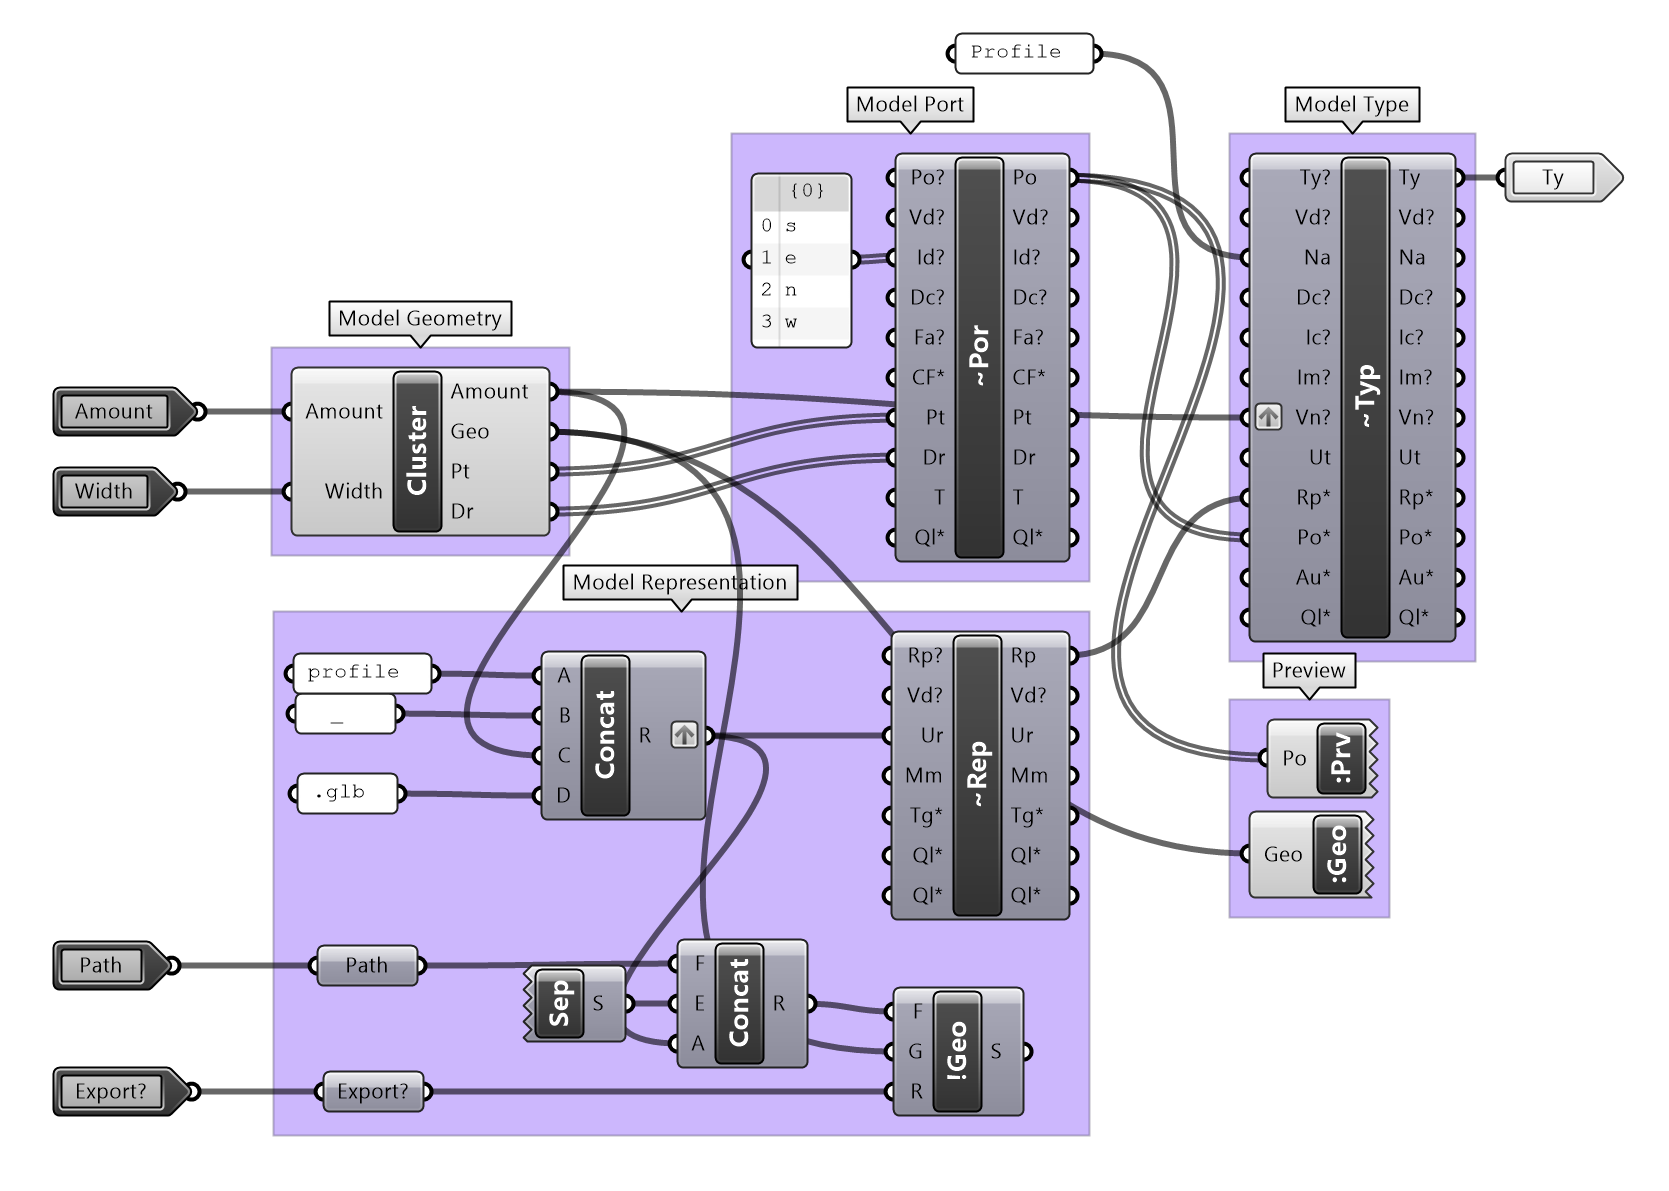 Profile
Model Port
Model Type
{0}
0 s
1 e
2 n
3 w
Po? Po
Vd? Vd?
Id? Id?
Dc? Dc?
Fa? Fa?
CF* CF*
Pt Pt
Dr Dr
T T
Ql* Ql*
~Por
Ty? Ty
Vd? Vd?
Na Na
Dc? Dc?
Ic? Ic?
Im? Im?
Vn? Vn?
Ut Ut
Rp* Rp*
Po* Po*
Au* Au*
Ql* Ql*
~Typ
Ty
Model Geometry
Amount
Width
Amount
Width
Cluster
Amount
Geo
Pt
Dr
Model Representation
profile
_
.glb
A
B
C
D
Concat
R
Rp? Rp
Vd? Vd?
Ur Ur
Mm Mm
Tg* Tg*
Ql* Ql*
Ql* Ql*
~Rep
Preview
Po :Prv
Geo :Geo
Path
Path
Sep S
F
E
A
Concat
R
F
G
R
!Geo
S
Export?
Export?